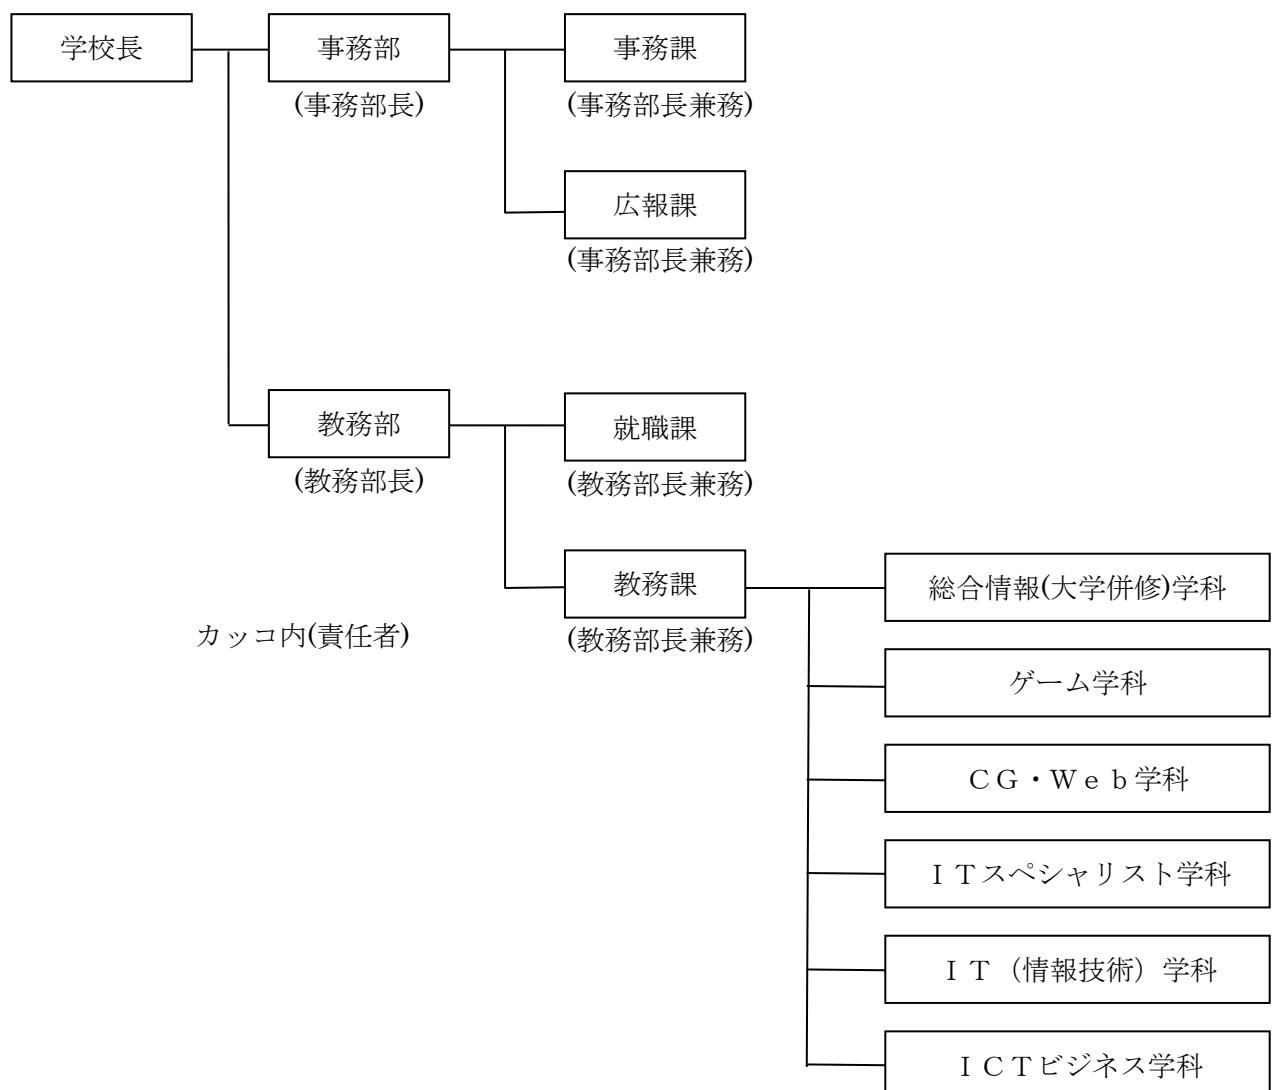 学校長
事務部
(事務部長)
事務課
(事務部長兼務)
広報課
(事務部長兼務)
教務部
(教務部長)
就職課
(教務部長兼務)
教務課
(教務部長兼務)
カッコ内(責任者)
総合情報(大学併修)学科
ゲーム学科
ＣＧ・Ｗｅｂ学科
ＩＴスペシャリスト学科
ＩＴ（情報技術）学科
ＩＣＴビジネス学科